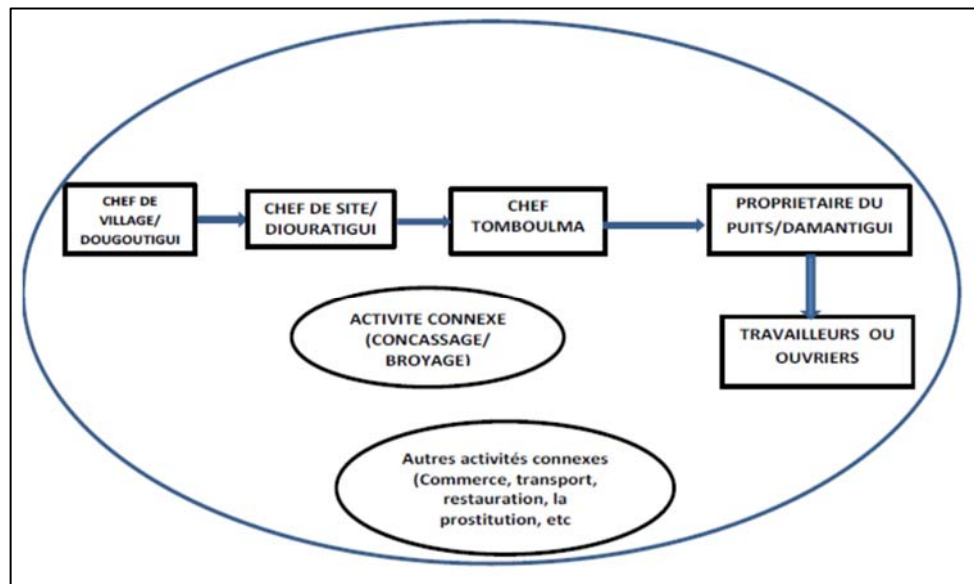 CHEF DE
VILLAGE/
DOUGOUTIGUI
CHEF DE SITE/
DIOURATIGUI
CHEF
TOMBOULMA
PROPRIETAIRE DU
PUITS/DAMANTIGUI
TRAVAILLEURS OU
OUVRIERS
ACTIVITE CONNEXE
(CONCASSAGE/
BROYAGE)
Autres activités connexes
(Commerce, transport,
restauration, la
prostitution, etc